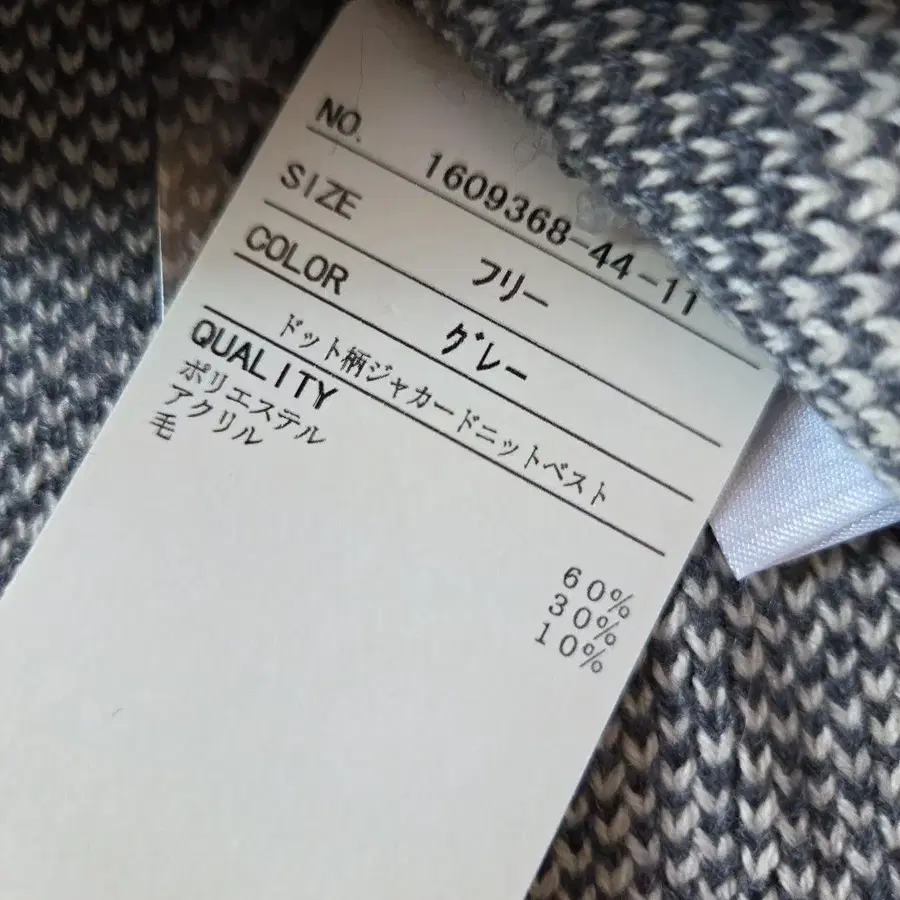 NO. 1609368-44-11
SIZE フリー
COLOR グレー
ドット柄ジャカードニットベスト
QUALITY
ポリエステル 60%
アクリル 30%
毛 10%